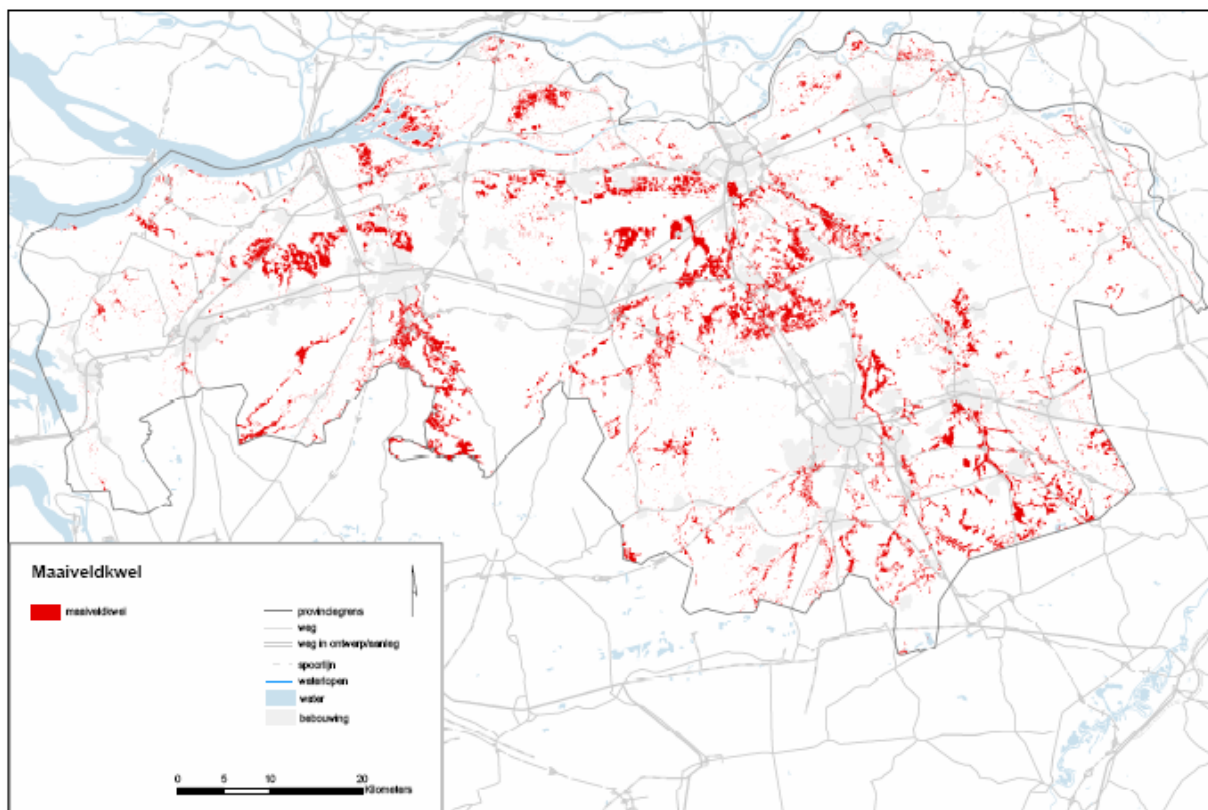 Maaiveldkwel
maaiveldkwel
provinciegrens
weg
weg in ontwerp/aanleg
spoorlijn
waterlopen
water
bebouwing
0 5 10 20
Kilometers